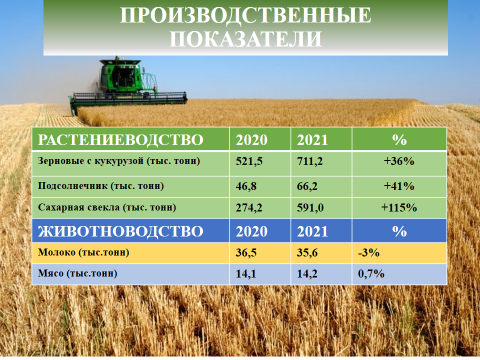 ПРОИЗВОДСТВЕННЫЕ
ПОКАЗАТЕЛИ
РАСТЕНИЕВОДСТВО 2020 2021 %
Зерновые с кукурузой (тыс. тонн) 521,5 711,2 +36%
Подсолнечник (тыс. тонн) 46,8 66,2 +41%
Сахарная свекла (тыс. тонн) 274,2 591,0 +115%
ЖИВОТНОВОДСТВО 2020 2021 %
Молоко (тыс.тонн) 36,5 35,6 -3%
Мясо (тыс.тонн) 14,1 14,2 0,7%